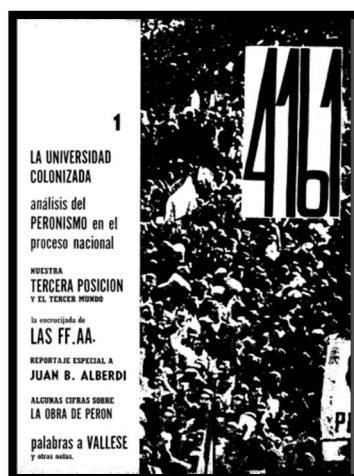 1
LA UNIVERSIDAD
COLONIZADA
análisis del
PERONISMO en el
proceso nacional
NUESTRA
TERCERA POSICION
Y EL TERCER MUNDO
la encrucijada de
LAS FF.AA.
REPORTAJE ESPECIAL A
JUAN B. ALBERDI
ALGUNAS CIFRAS SOBRE
LA OBRA DE PERON
palabras a VALLESE
y otras notas.
4161